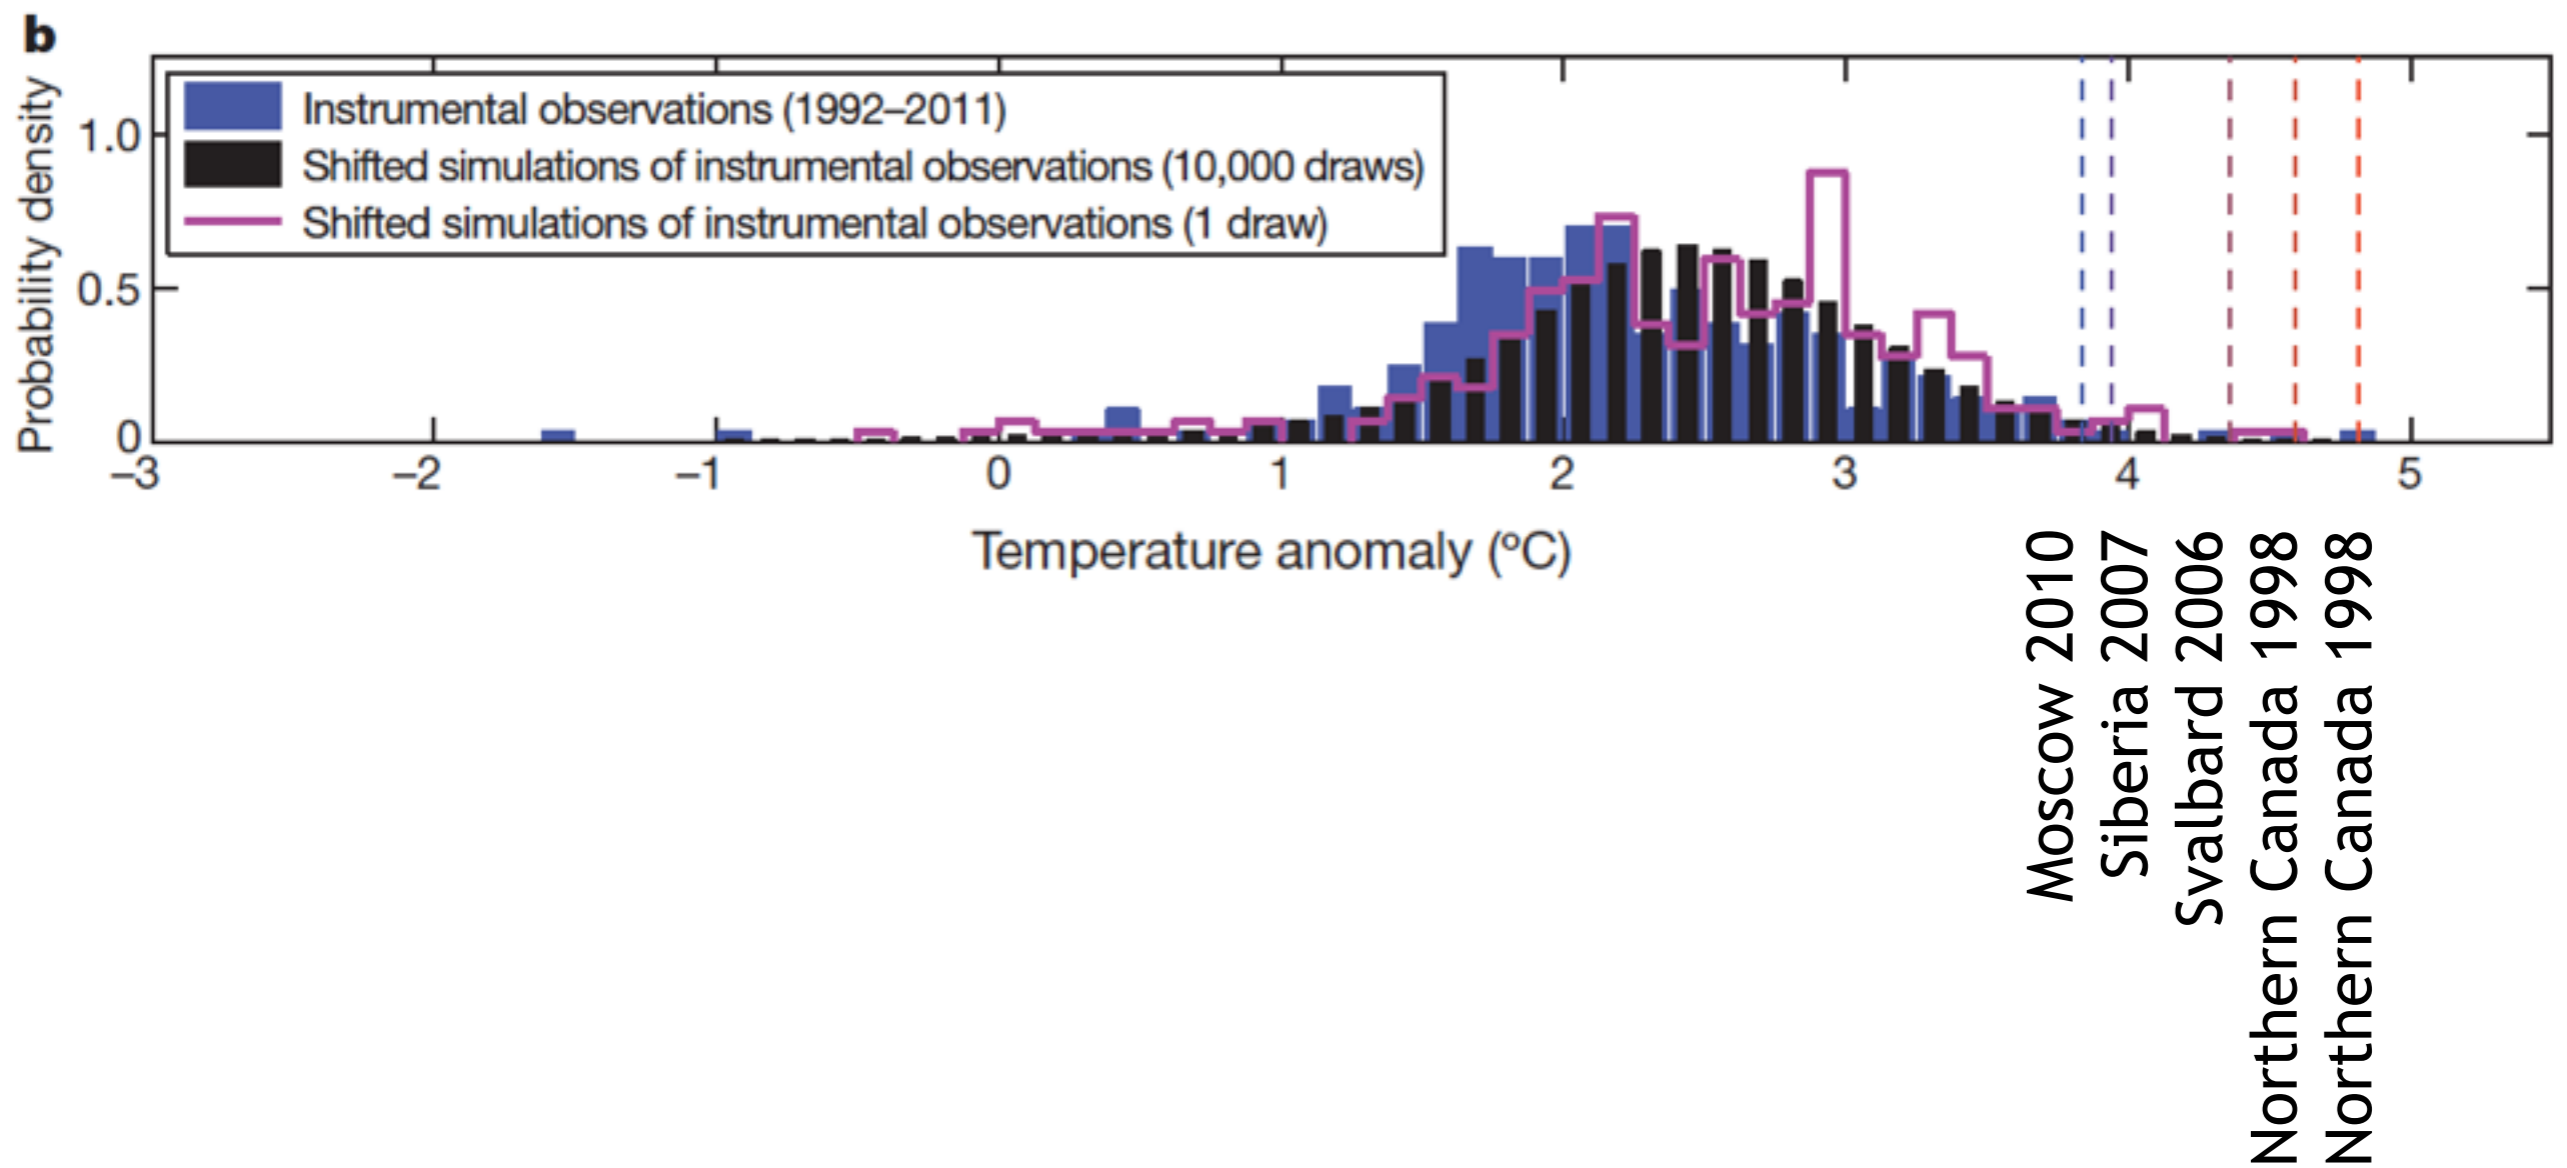 b
Probability density
1.0
0.5
0
Instrumental observations (1992–2011)
Shifted simulations of instrumental observations (10,000 draws)
Shifted simulations of instrumental observations (1 draw)
–3 –2 –1 0 1 2 3 4 5
Temperature anomaly (ºC)
Moscow 2010
Siberia 2007
Svalbard 2006
Northern Canada 1998
Northern Canada 1998